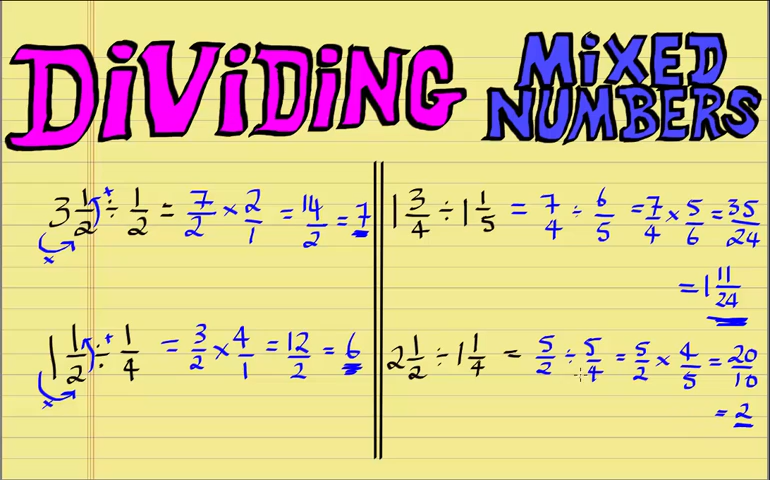 DiViDiNG
MiXED
NUMBERS
3 1/2 ÷ 1/2 = 7/2 × 2/1 = 14/2 = 7
+
×
1 1/2 ÷ 1/4 = 3/2 × 4/1 = 12/2 = 6
+
×
1 3/4 ÷ 1 1/5 = 7/4 ÷ 6/5 = 7/4 × 5/6 = 35/24
= 1 11/24
2 1/2 ÷ 1 1/4 = 5/2 ÷ 5/4 = 5/2 × 4/5 = 20/10
= 2